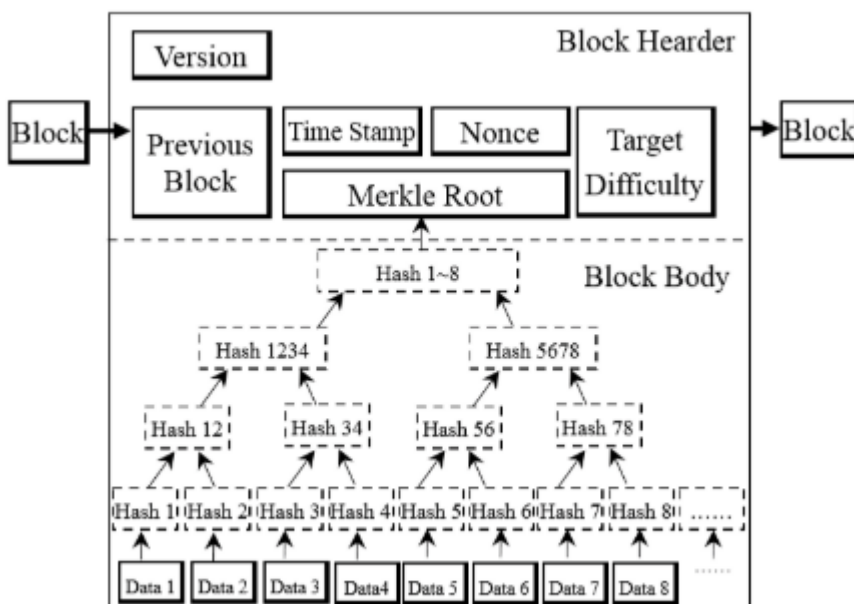 Block Hearder
Version
Block
Previous
Block
Time Stamp
Nonce
Target
Difficulty
Block
Merkle Root
Hash 1~8
Block Body
Hash 1234
Hash 5678
Hash 12
Hash 34
Hash 56
Hash 78
Hash 1
Hash 2
Hash 3
Hash 4
Hash 5
Hash 6
Hash 7
Hash 8
......
Data 1
Data 2
Data 3
Data4
Data 5
Data 6
Data 7
Data 8
......